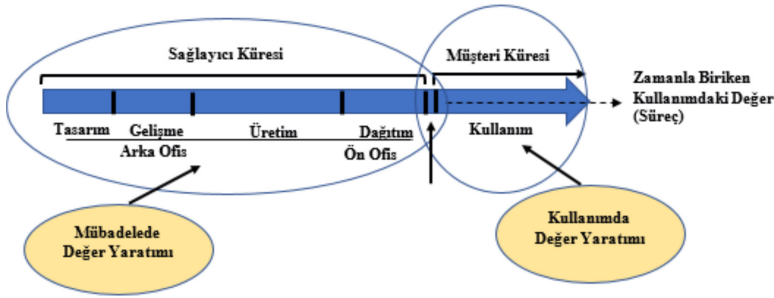 Sağlayıcı Küresi
Müşteri Küresi
Zamanla Biriken
Kullanımdaki Değer
(Süreç)
Tasarım Gelişme Üretim Dağıtım Kullanım
Arka Ofis Ön Ofis
Mübadelede
Değer Yaratımı
Kullanımda
Değer Yaratımı